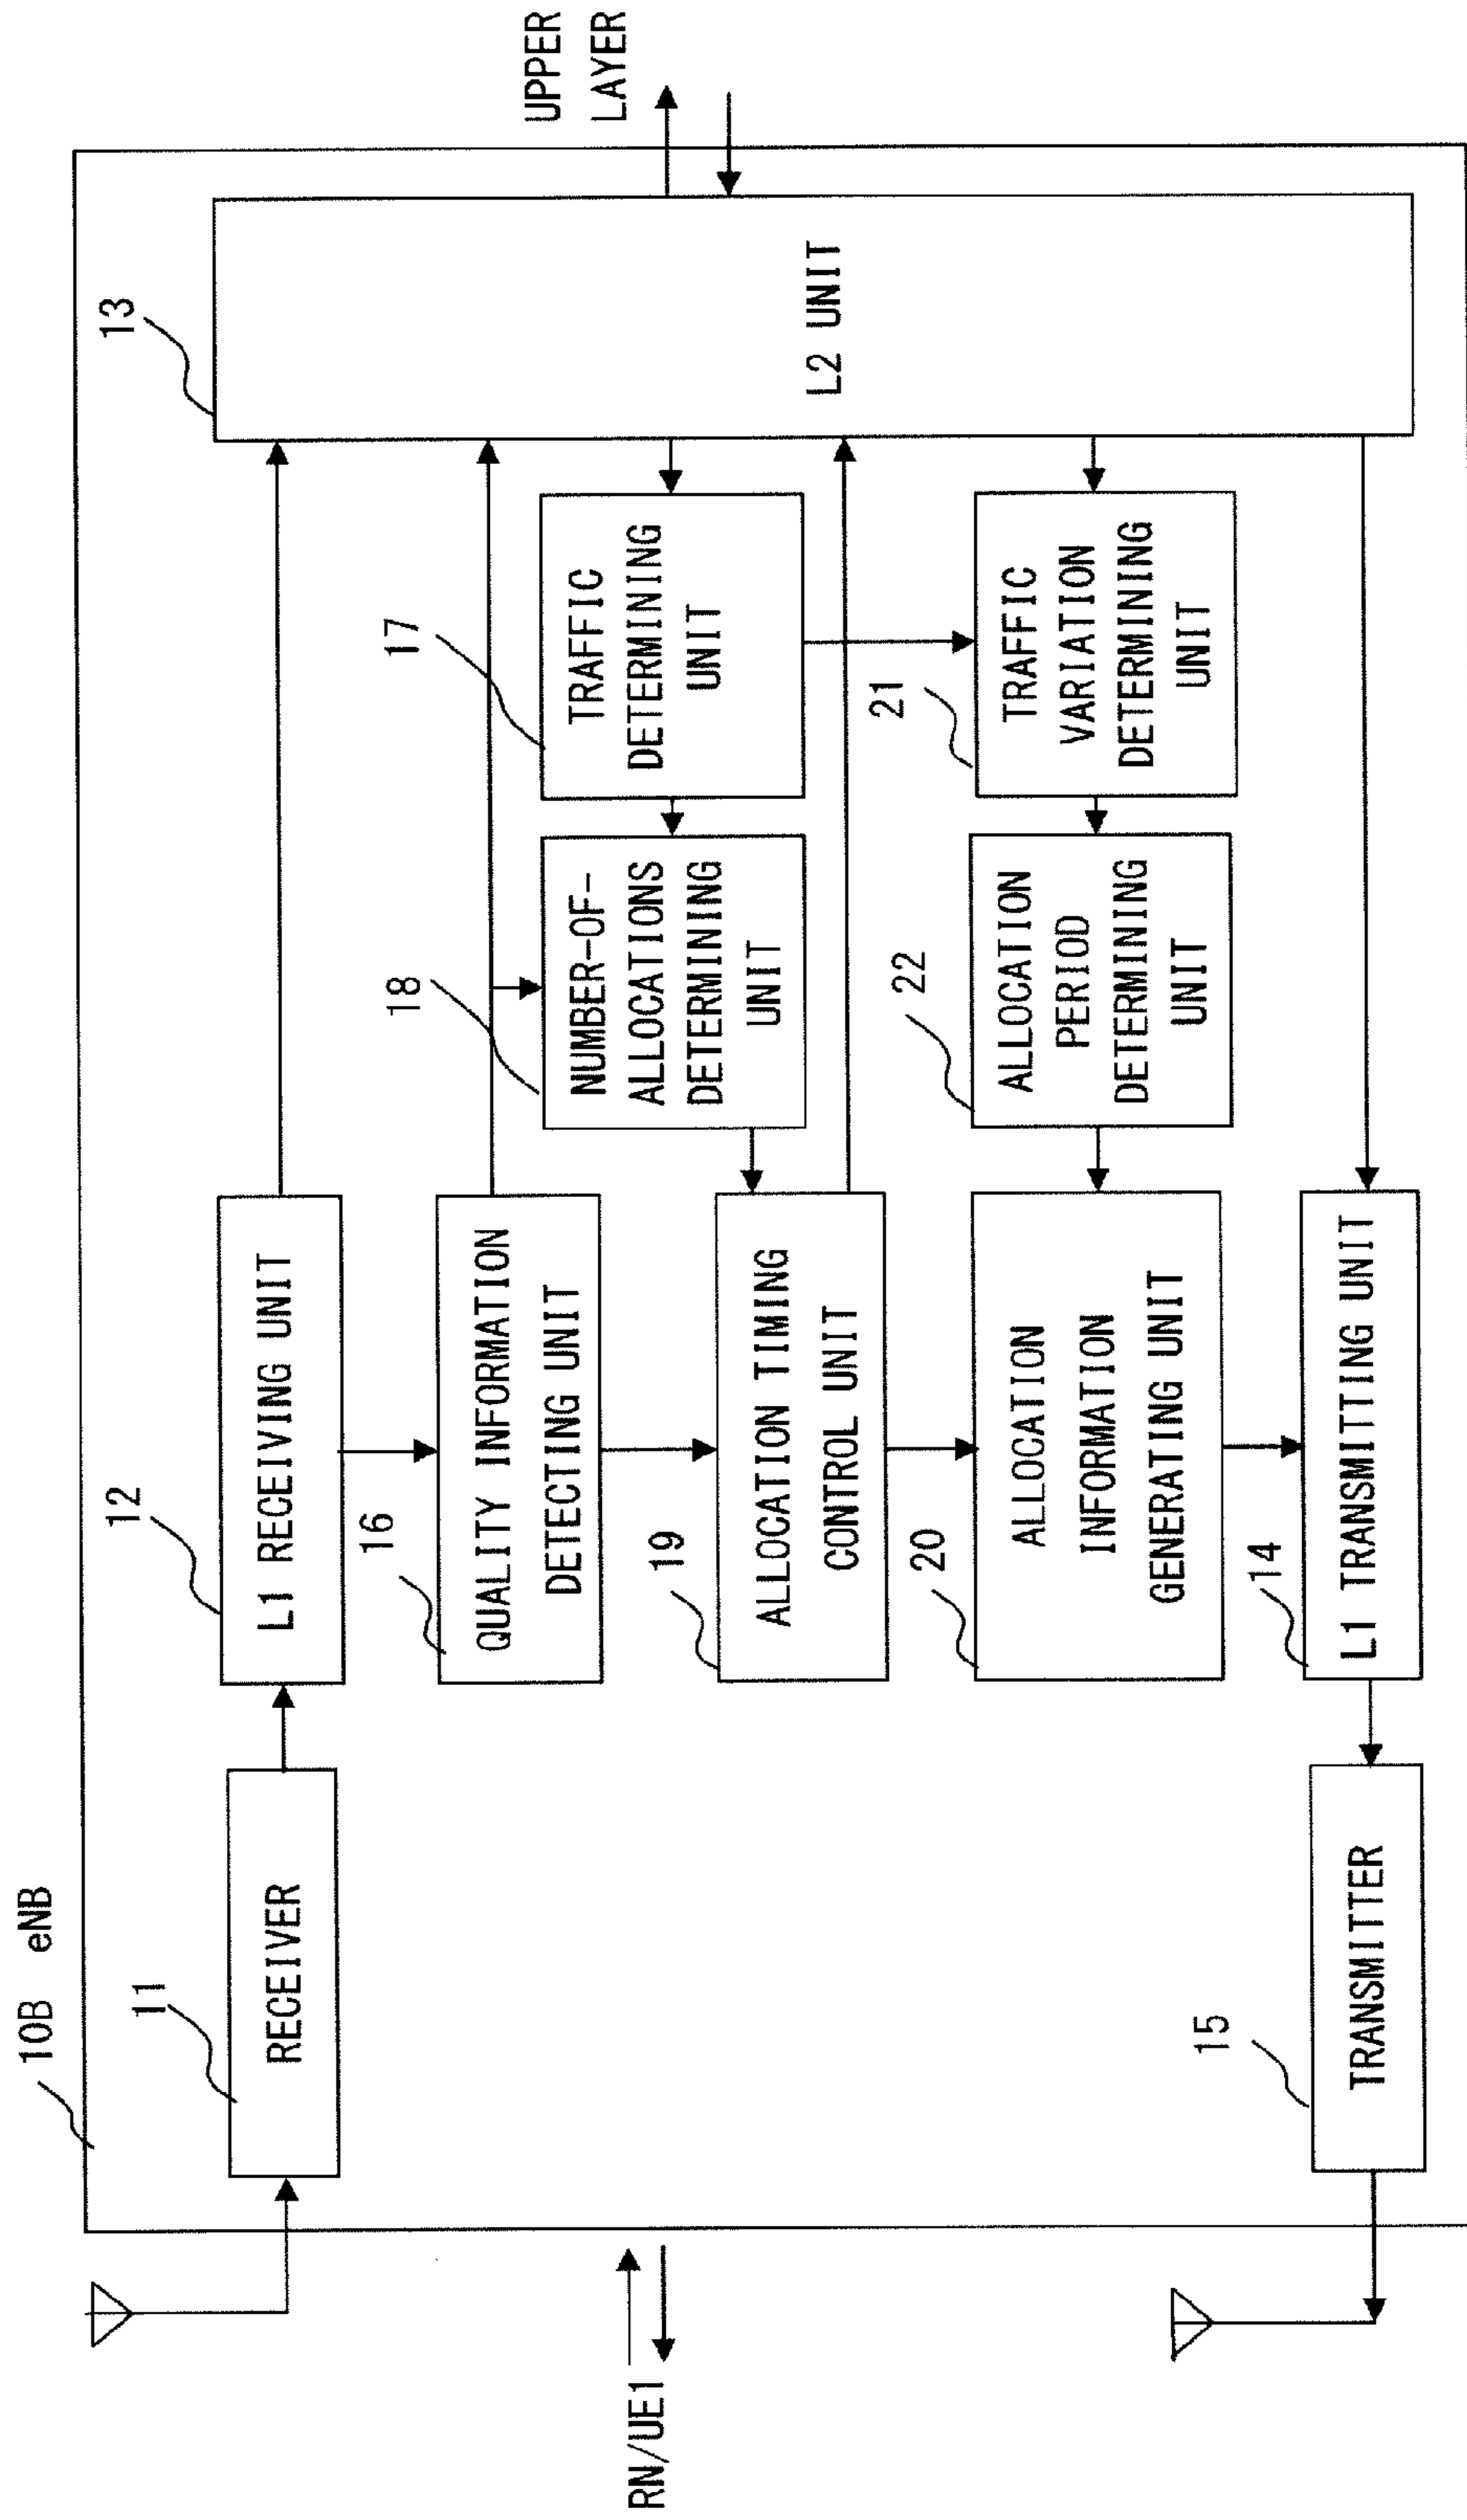 10B eNB
11
RECEIVER
12
L1 RECEIVING UNIT
13
L2 UNIT
UPPER
LAYER
16
QUALITY INFORMATION
DETECTING UNIT
17
TRAFFIC
DETERMINING
UNIT
18
NUMBER-OF-
ALLOCATIONS
DETERMINING
UNIT
19
ALLOCATION TIMING
CONTROL UNIT
RN/UE1
20
ALLOCATION
INFORMATION
GENERATING UNIT
22
ALLOCATION
PERIOD
DETERMINING
UNIT
21
TRAFFIC
VARIATION
DETERMINING
UNIT
15
TRANSMITTER
14
L1 TRANSMITTING UNIT